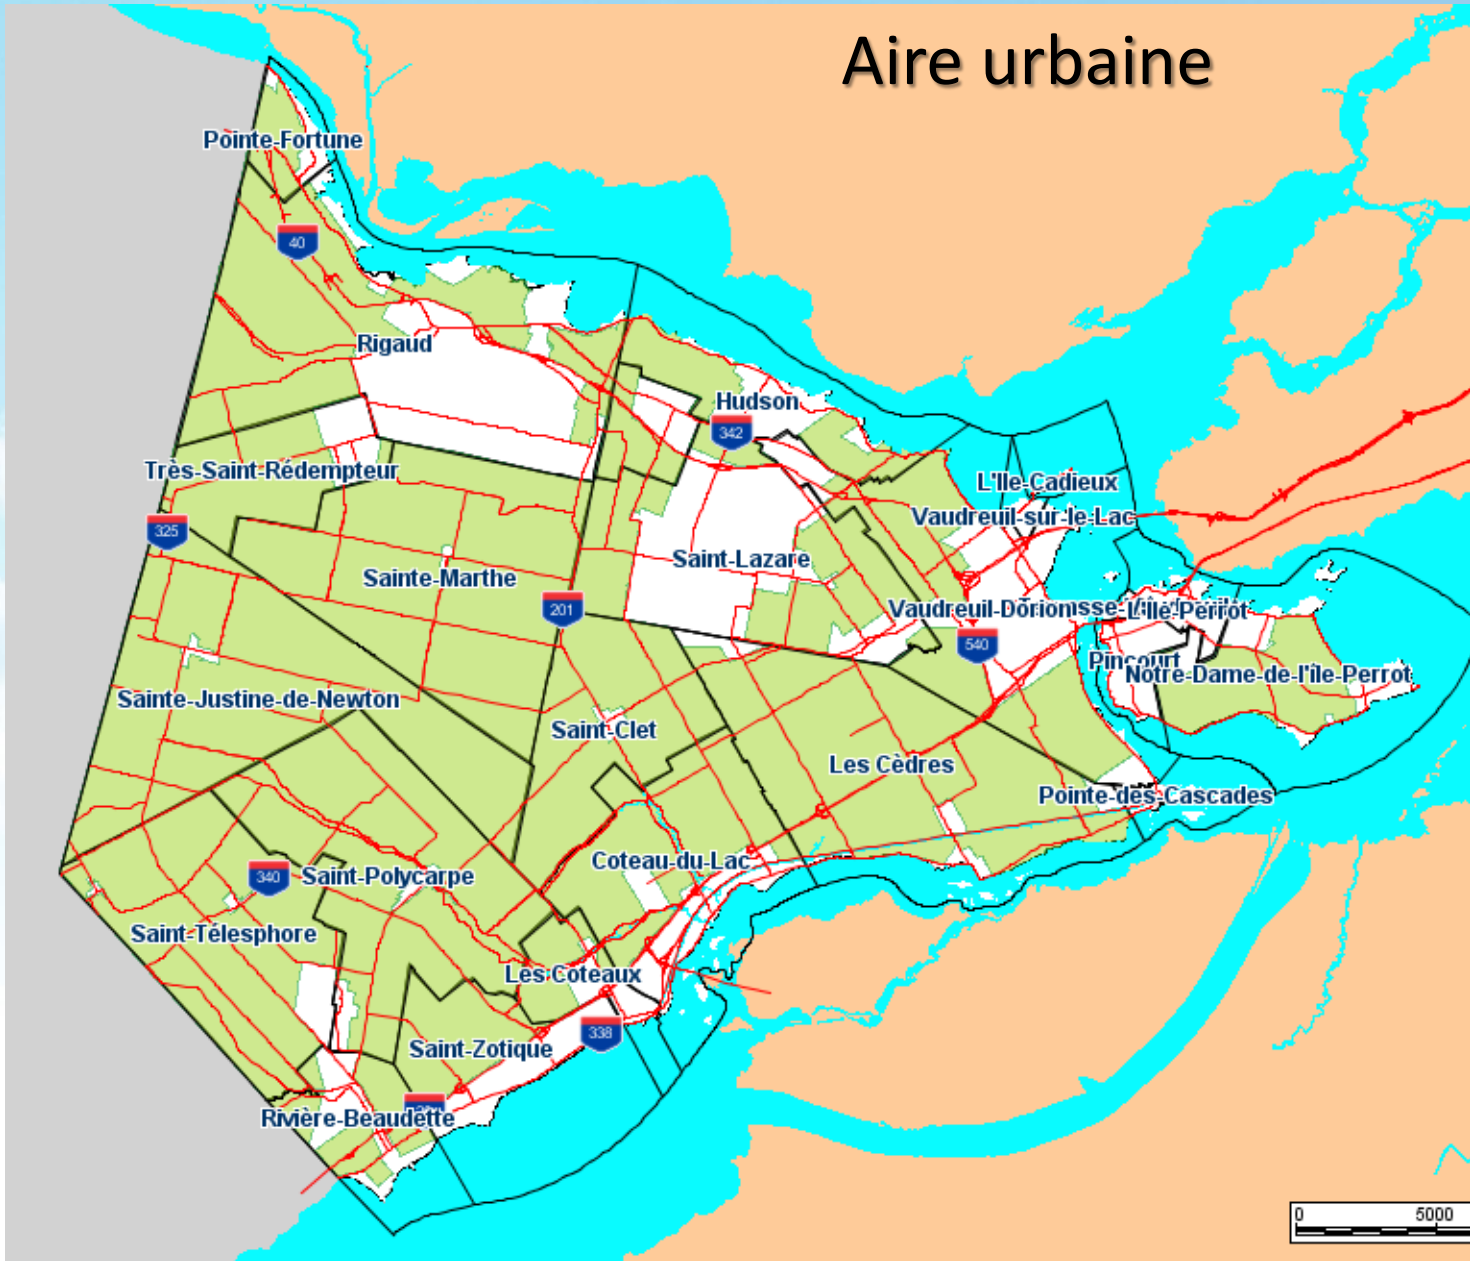 Aire urbaine
Pointe-Fortune
40
Rigaud
Hudson
342
Très-Saint-Rédempteur
L'Ile-Cadieux
325
Vaudreuil-sur-le-Lac
Saint-Lazare
Sainte-Marthe
201
Vaudreuil-Dorion
L'Île-Perrot
540
Pincourt
Notre-Dame-de-l'île-Perrot
Sainte-Justine-de-Newton
Saint-Clet
Les Cèdres
Pointe-des-Cascades
Coteau-du-Lac
340
Saint-Polycarpe
Saint-Télesphore
Les Coteaux
338
Saint-Zotique
Rivière-Beaudette
0 5000